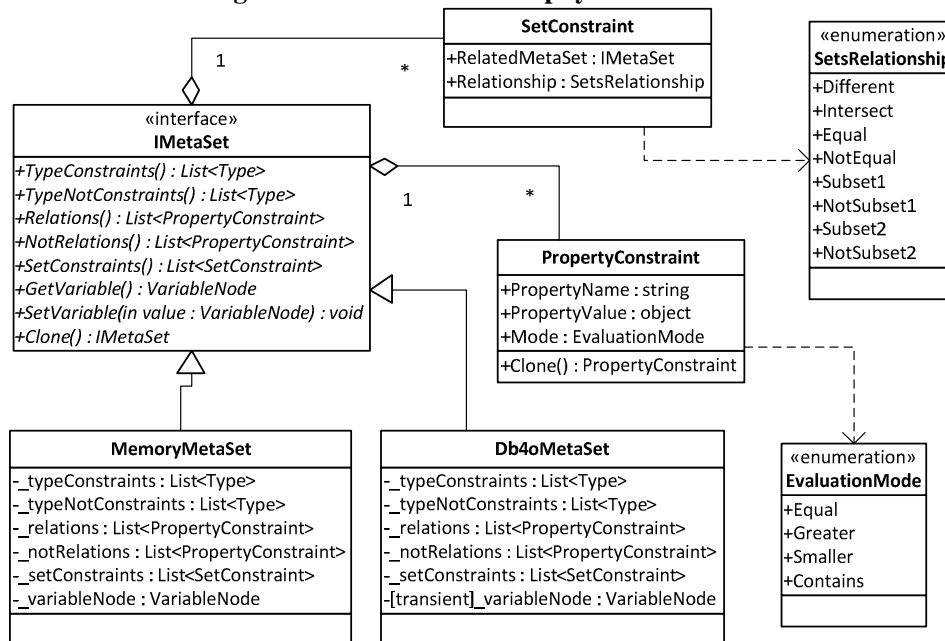 SetConstraint
+RelatedMetaSet : IMetaSet
+Relationship : SetsRelationship
«enumeration»
SetsRelationship
+Different
+Intersect
+Equal
+NotEqual
+Subset1
+NotSubset1
+Subset2
+NotSubset2
1
*
«interface»
IMetaSet
+TypeConstraints() : List<Type>
+TypeNotConstraints() : List<Type>
+Relations() : List<PropertyConstraint>
+NotRelations() : List<PropertyConstraint>
+SetConstraints() : List<SetConstraint>
+GetVariable() : VariableNode
+SetVariable(in value : VariableNode) : void
+Clone() : IMetaSet
1
*
PropertyConstraint
+PropertyName : string
+PropertyValue : object
+Mode : EvaluationMode
+Clone() : PropertyConstraint
MemoryMetaSet
-_typeConstraints : List<Type>
-_typeNotConstraints : List<Type>
-_relations : List<PropertyConstraint>
-_notRelations : List<PropertyConstraint>
-_setConstraints : List<SetConstraint>
-_variableNode : VariableNode
Db4oMetaSet
-_typeConstraints : List<Type>
-_typeNotConstraints : List<Type>
-_relations : List<PropertyConstraint>
-_notRelations : List<PropertyConstraint>
-_setConstraints : List<SetConstraint>
-[transient]_variableNode : VariableNode
«enumeration»
EvaluationMode
+Equal
+Greater
+Smaller
+Contains